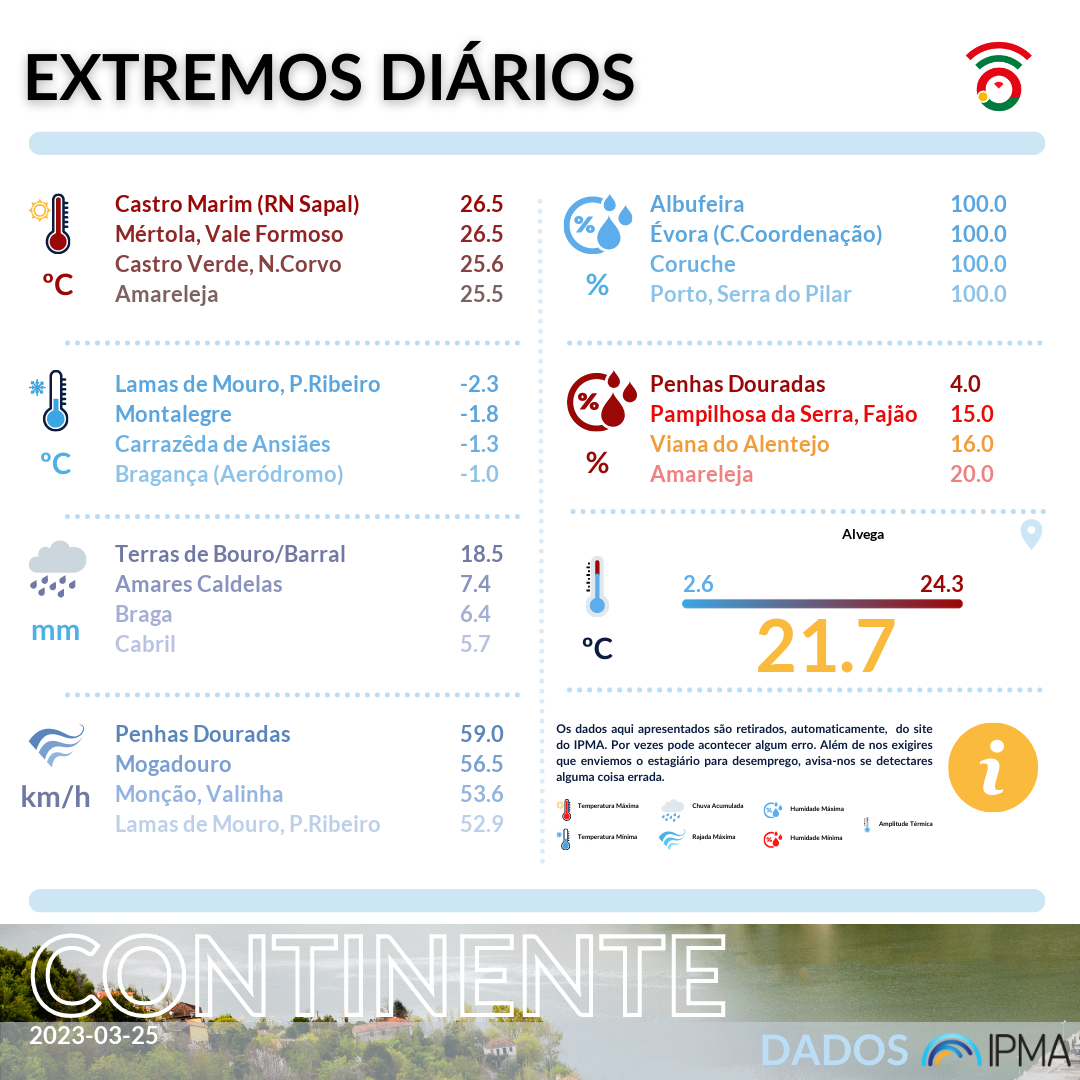 EXTREMOS DIÁRIOS
Castro Marim (RN Sapal) 26.5
Mértola, Vale Formoso 26.5
Castro Verde, N.Corvo 25.6
Amareleja 25.5
ºC
Lamas de Mouro, P.Ribeiro -2.3
Montalegre -1.8
Carrazêda de Ansiães -1.3
Bragança (Aeródromo) -1.0
ºC
Terras de Bouro/Barral 18.5
Amares Caldelas 7.4
Braga 6.4
Cabril 5.7
mm
Penhas Douradas 59.0
Mogadouro 56.5
Monção, Valinha 53.6
Lamas de Mouro, P.Ribeiro 52.9
km/h
%
Albufeira 100.0
Évora (C.Coordenação) 100.0
Coruche 100.0
Porto, Serra do Pilar 100.0
%
%
Penhas Douradas 4.0
Pampilhosa da Serra, Fajão 15.0
Viana do Alentejo 16.0
Amareleja 20.0
%
Alvega
2.6 24.3
21.7
ºC
Os dados aqui apresentados são retirados, automaticamente, do site
do IPMA. Por vezes pode acontecer algum erro. Além de nos exigires
que enviemos o estagiário para desemprego, avisa-nos se detectares
alguma coisa errada.
i
Temperatura Máxima Chuva Acumulada Humidade Máxima
Amplitude Térmica
Temperatura Mínima Rajada Máxima Humidade Mínima
CONTINENTE
2023-03-25
DADOS IPMA